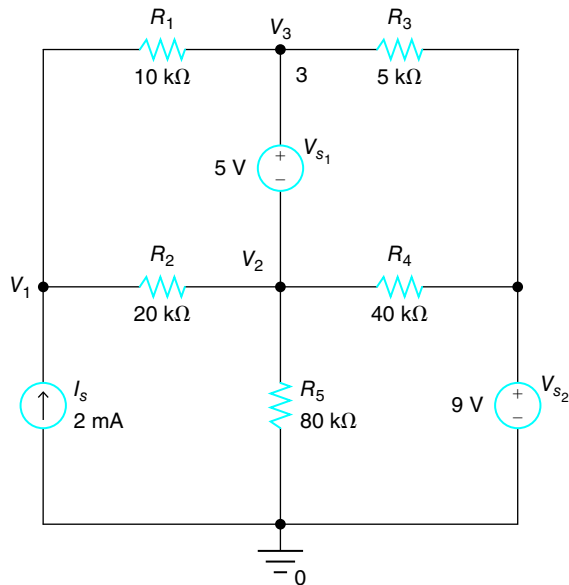 R1
V3
R3
10 kΩ
3
5 kΩ
Vs1
5 V
+
−
R2
V2
R4
V1
20 kΩ
40 kΩ
Is
2 mA
R5
80 kΩ
Vs2
9 V
+
−
0